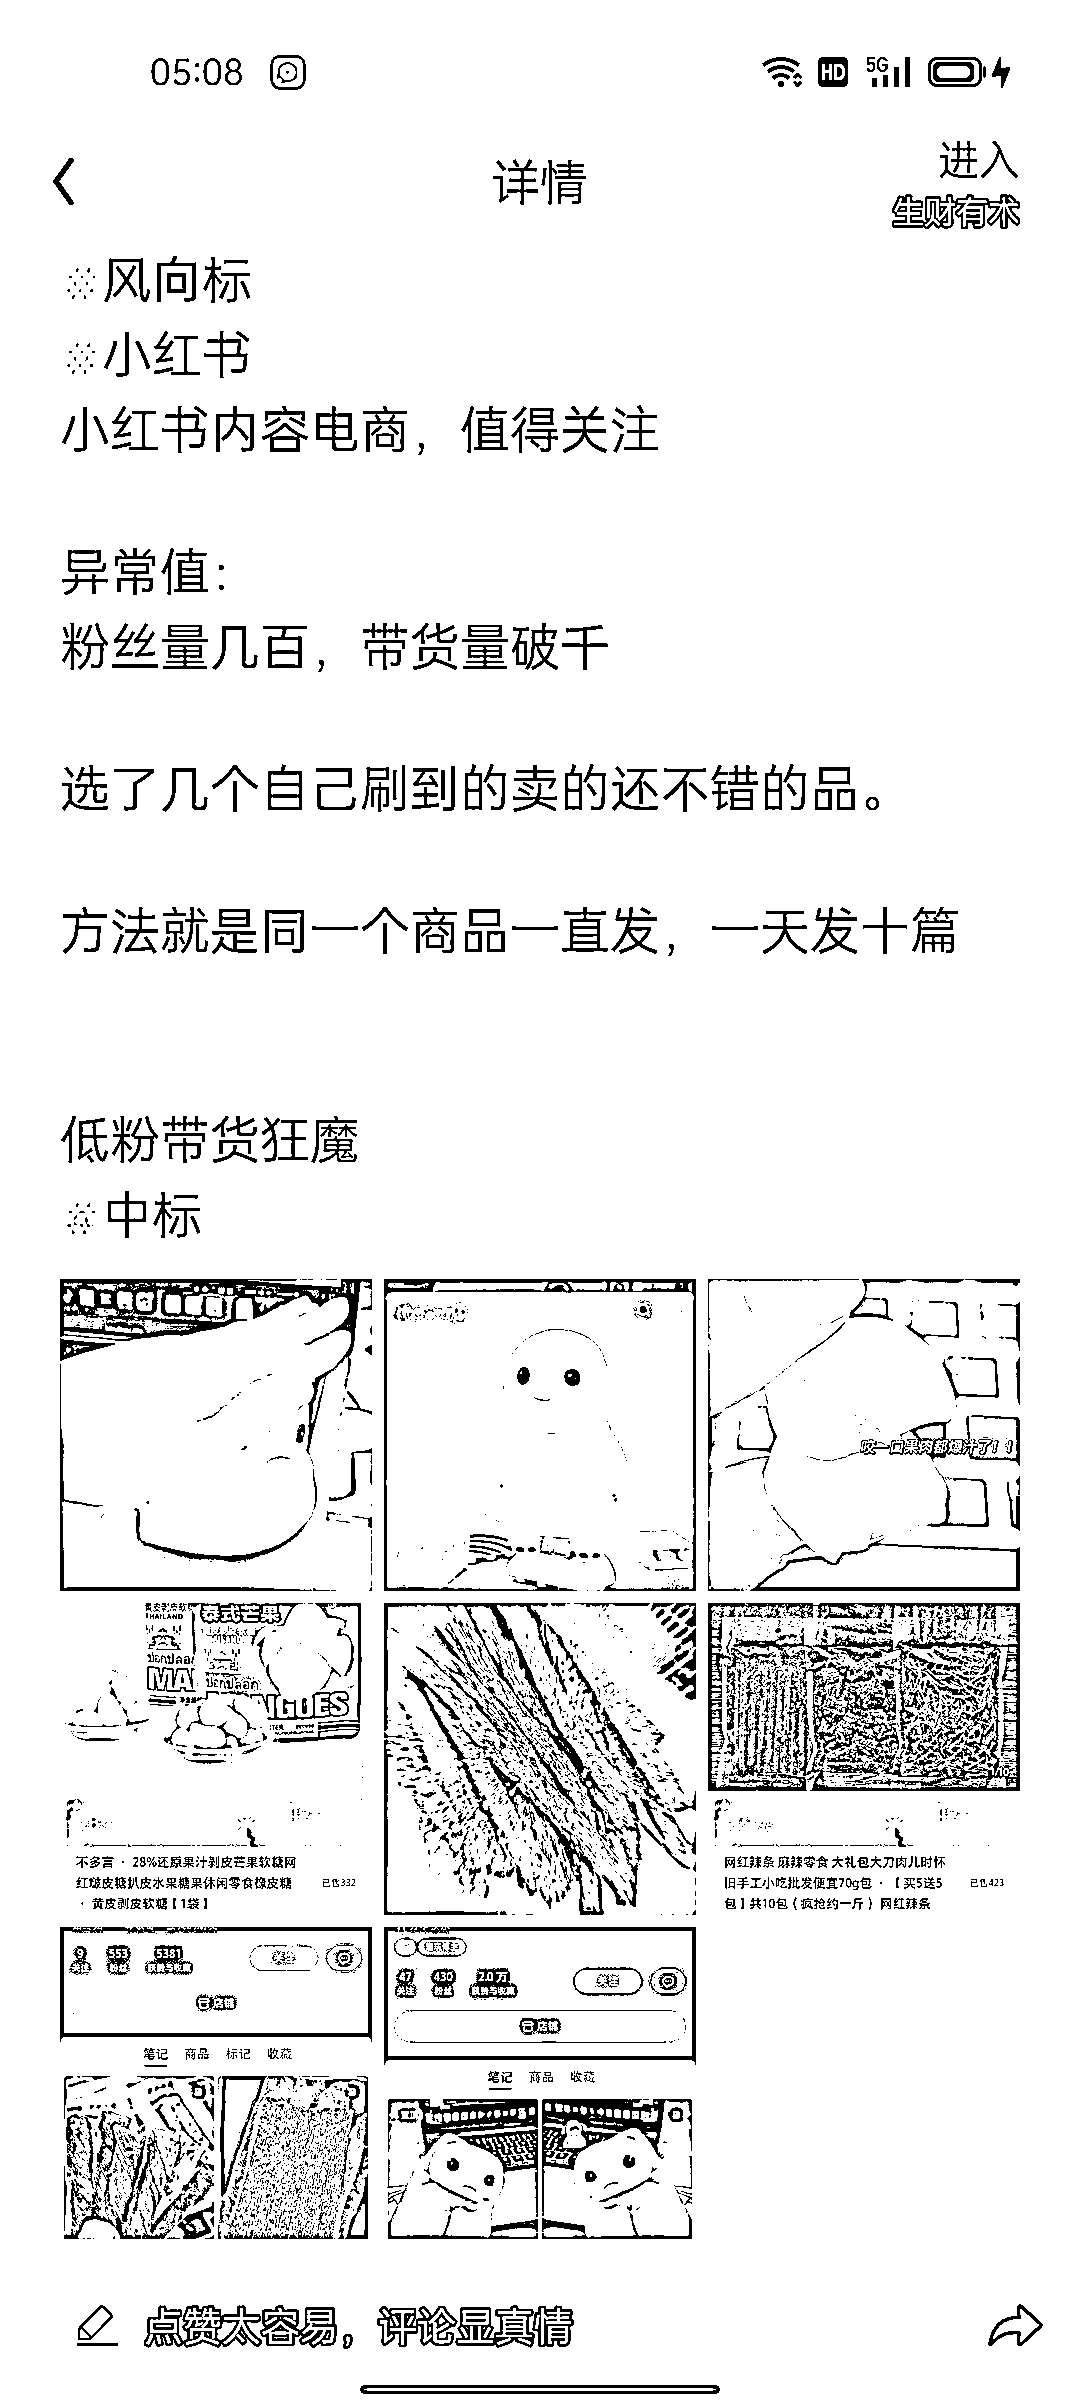 05:08
HD
5G
详情
进入
生财有术
风向标
小红书
小红书内容电商，值得关注
异常值：
粉丝量几百，带货量破千
选了几个自己刷到的卖的还不错的品。
方法就是同一个商品一直发，一天发十篇
低粉带货狂魔
中标
咬一口果肉都爆汁了！！
THAILAND
泰式芒果
MA
NGOES
1/10
不多言 · 28%还原果汁剥皮芒果软糖网
红皱皮糖扒皮水果糖果休闲零食橡皮糖
· 黄皮剥皮软糖【1袋】
已售332
网红辣条 麻辣零食 大礼包大刀肉儿时怀
旧手工小吃批发便宜70g包 · 【 买5送5
包】共10包（疯抢约一斤）网红辣条
已售423
9 553 5381
关注 粉丝 获赞与收藏
关注
店铺
笔记 商品 标记 收藏
47 430 2.0万
关注 粉丝 获赞与收藏
关注
店铺
笔记 商品 收藏
点赞太容易，评论显真情